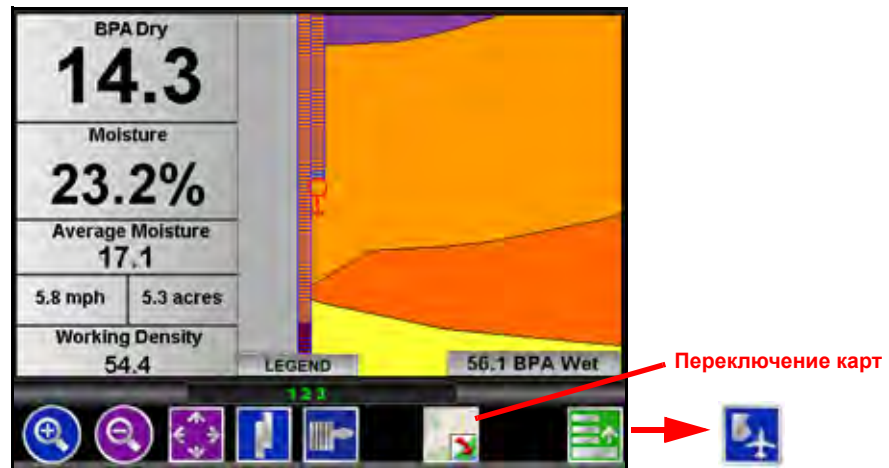 BPA Dry
14.3
Moisture
23.2%
Average Moisture
17.1
5.8 mph
5.3 acres
Working Density
54.4
LEGEND
56.1 BPA Wet
1 2 3
Переключение карт